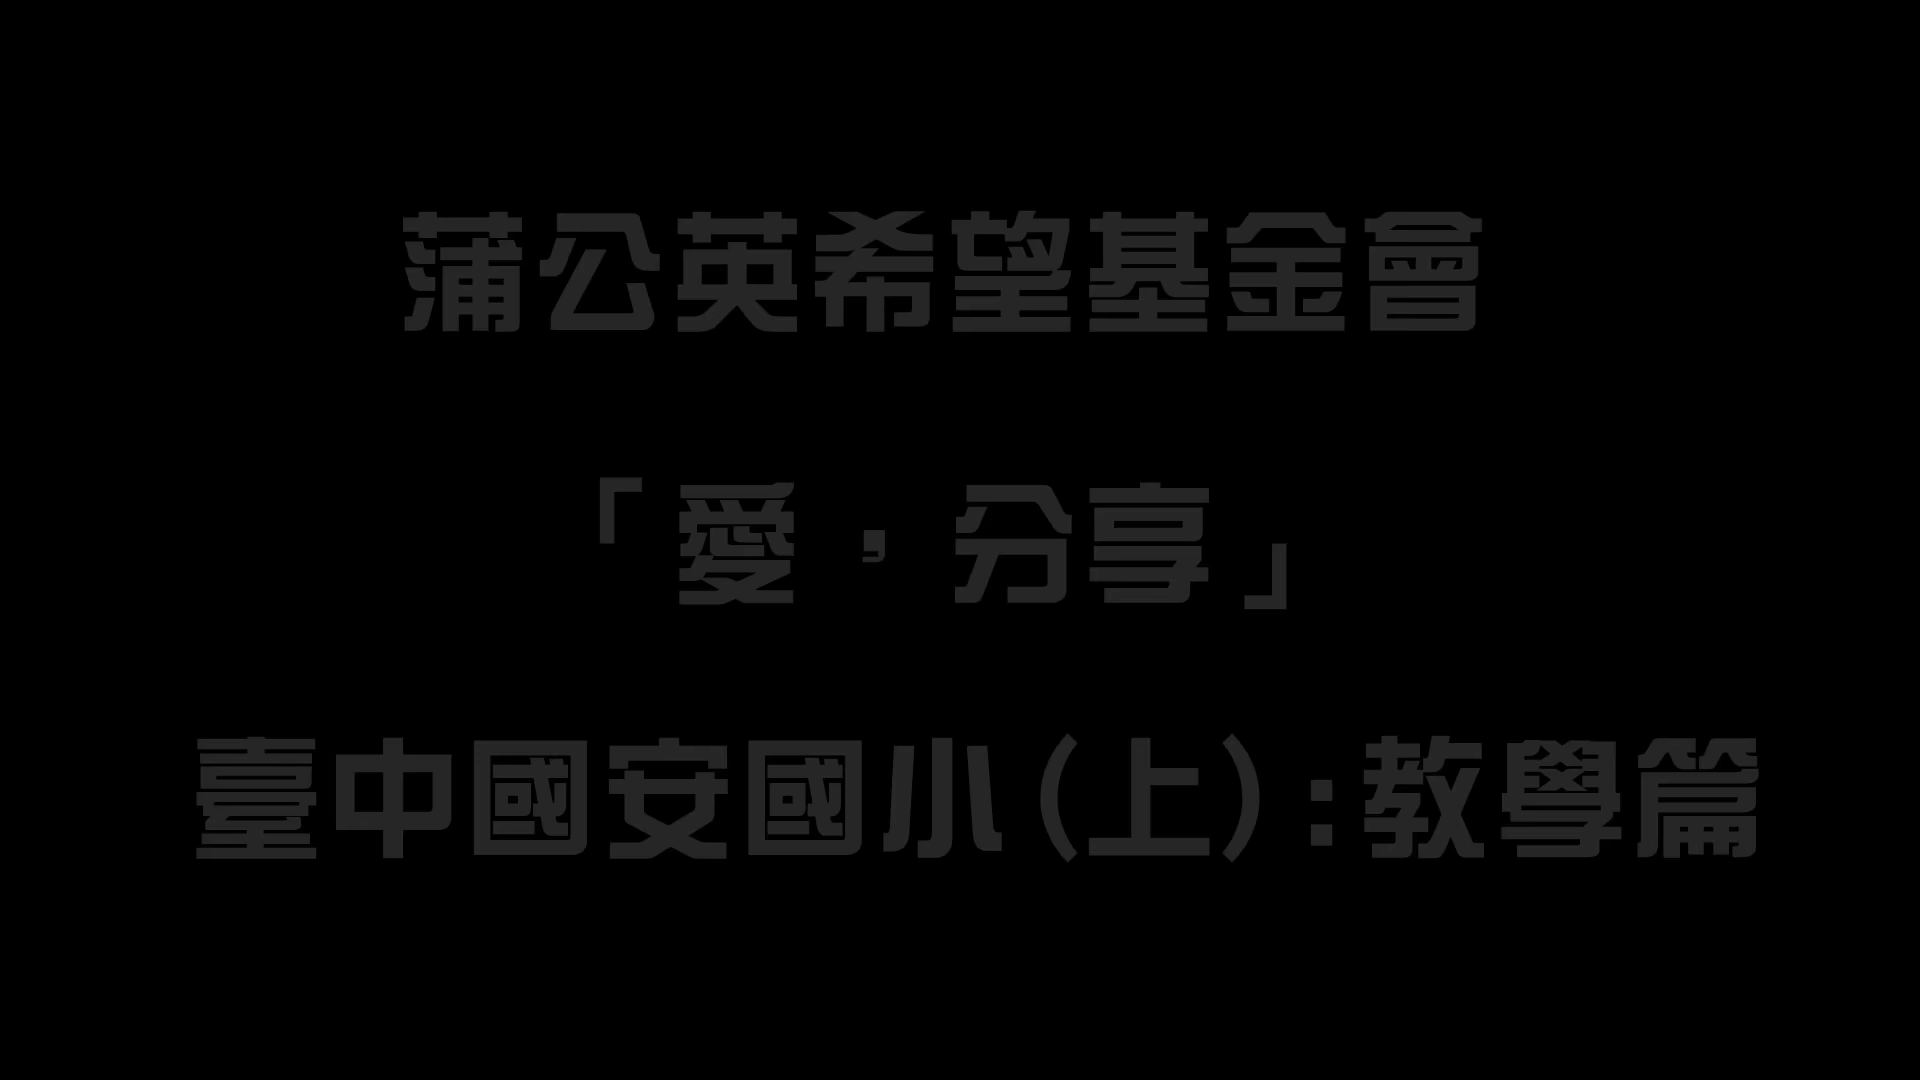 蒲公英希望基金會
「愛，分享」
臺中國安國小(上):教學篇